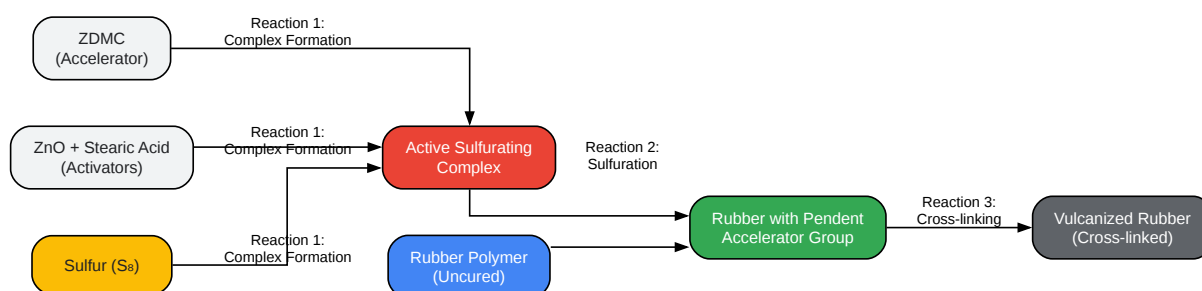 Reaction 1:
Complex Formation
ZDMC
(Accelerator)
Reaction 1:
Complex Formation
ZnO + Stearic Acid
(Activators)
Active Sulfurating
Complex
Reaction 2:
Sulfuration
Reaction 1:
Complex Formation
Sulfur (S₈)
Rubber Polymer
(Uncured)
Rubber with Pendent
Accelerator Group
Reaction 3:
Cross-linking
Vulcanized Rubber
(Cross-linked)